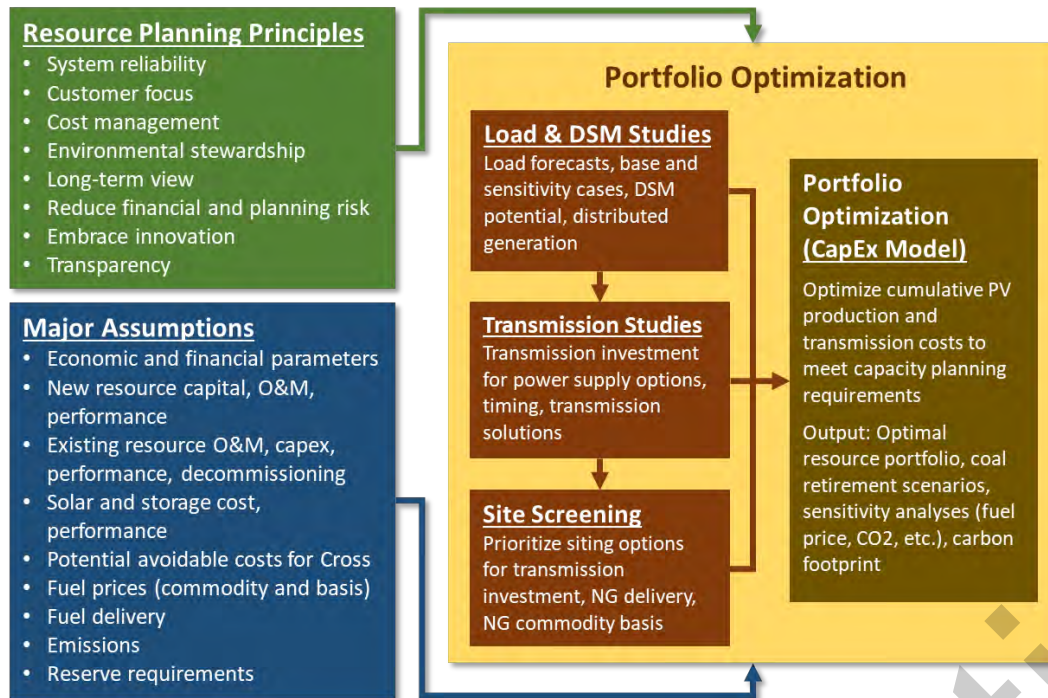 Resource Planning Principles
• System reliability
• Customer focus
• Cost management
• Environmental stewardship
• Long-term view
• Reduce financial and planning risk
• Embrace innovation
• Transparency
Major Assumptions
• Economic and financial parameters
• New resource capital, O&M,
performance
• Existing resource O&M, capex,
performance, decommissioning
• Solar and storage cost,
performance
• Potential avoidable costs for Cross
• Fuel prices (commodity and basis)
• Fuel delivery
• Emissions
• Reserve requirements
Portfolio Optimization
Load & DSM Studies
Load forecasts, base and
sensitivity cases, DSM
potential, distributed
generation
Transmission Studies
Transmission investment
for power supply options,
timing, transmission
solutions
Site Screening
Prioritize siting options
for transmission
investment, NG delivery,
NG commodity basis
Portfolio
Optimization
(CapEx Model)
Optimize cumulative PV
production and
transmission costs to
meet capacity planning
requirements
Output: Optimal
resource portfolio, coal
retirement scenarios,
sensitivity analyses (fuel
price, CO2, etc.), carbon
footprint